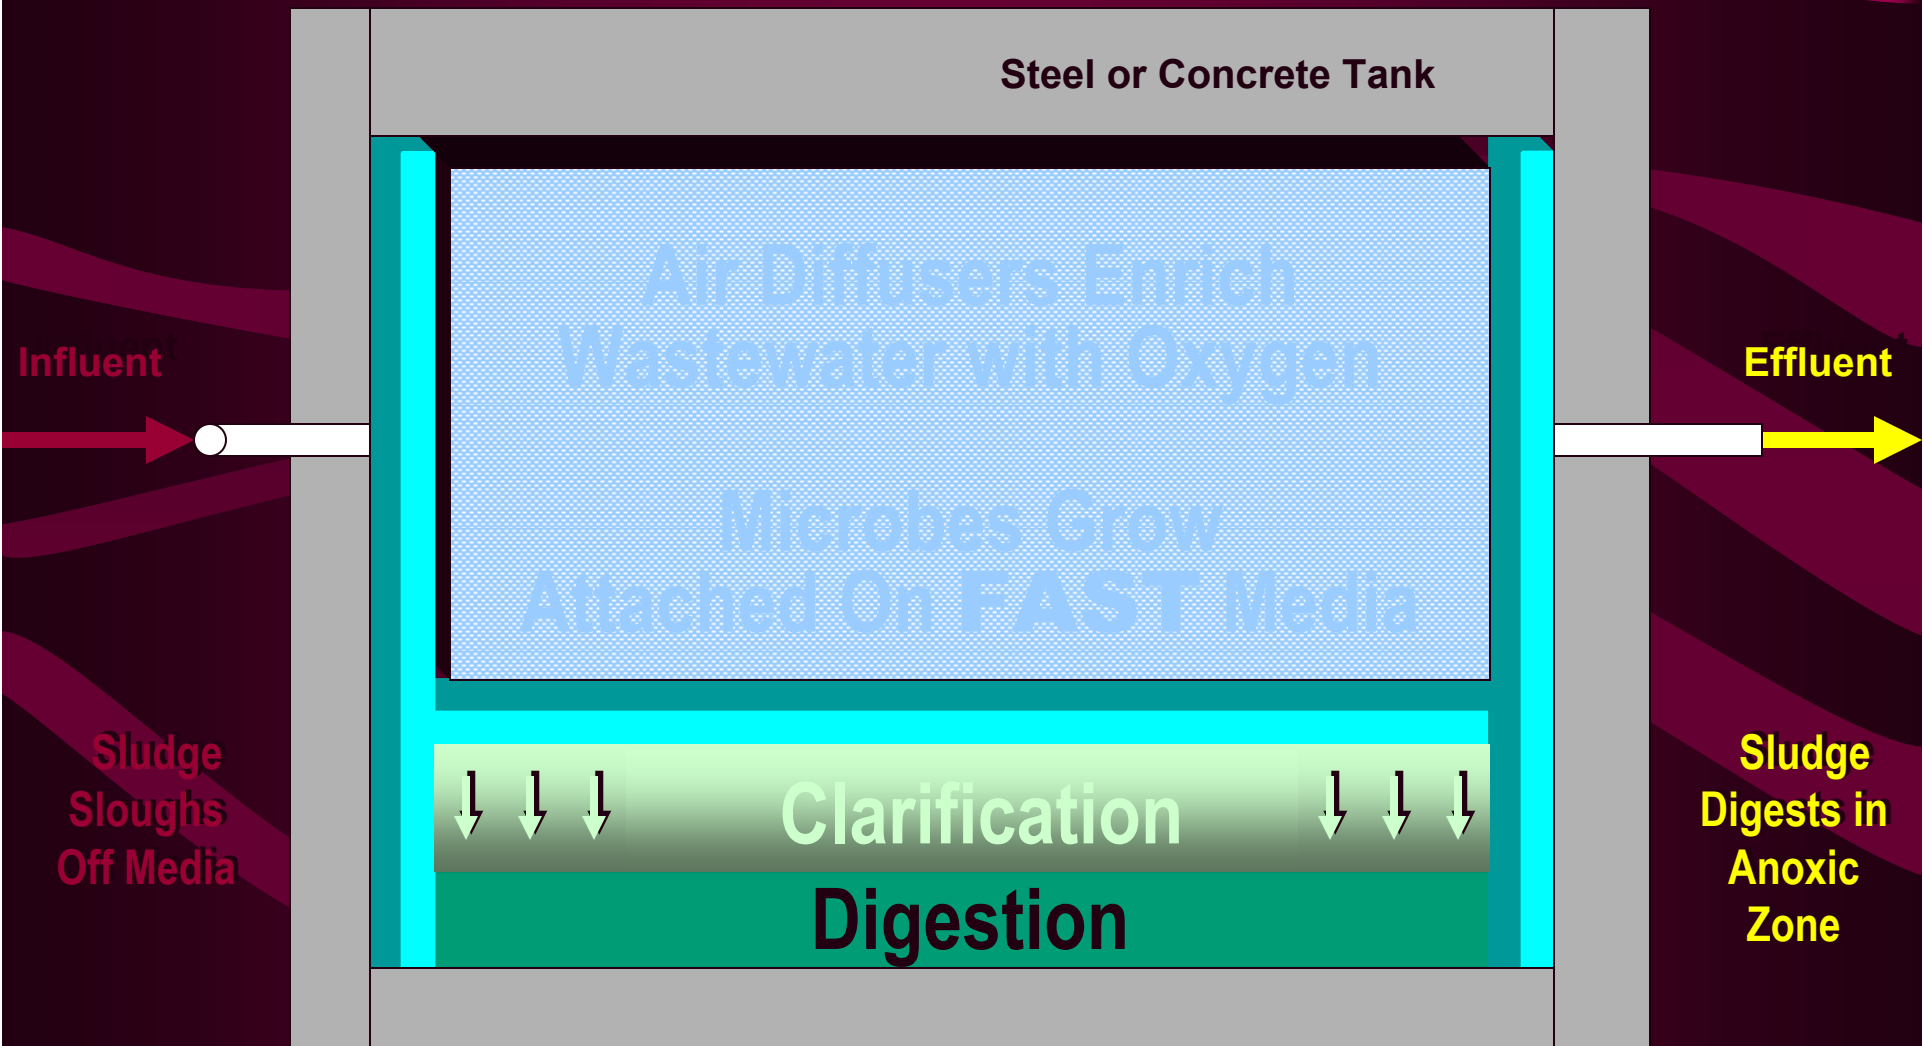 Steel or Concrete Tank
Air Diffusers Enrich
Wastewater with Oxygen
Microbes Grow
Attached On FAST Media
Influent
Effluent
Sludge
Sloughs
Off Media
Clarification
Digestion
Sludge
Digests in
Anoxic
Zone